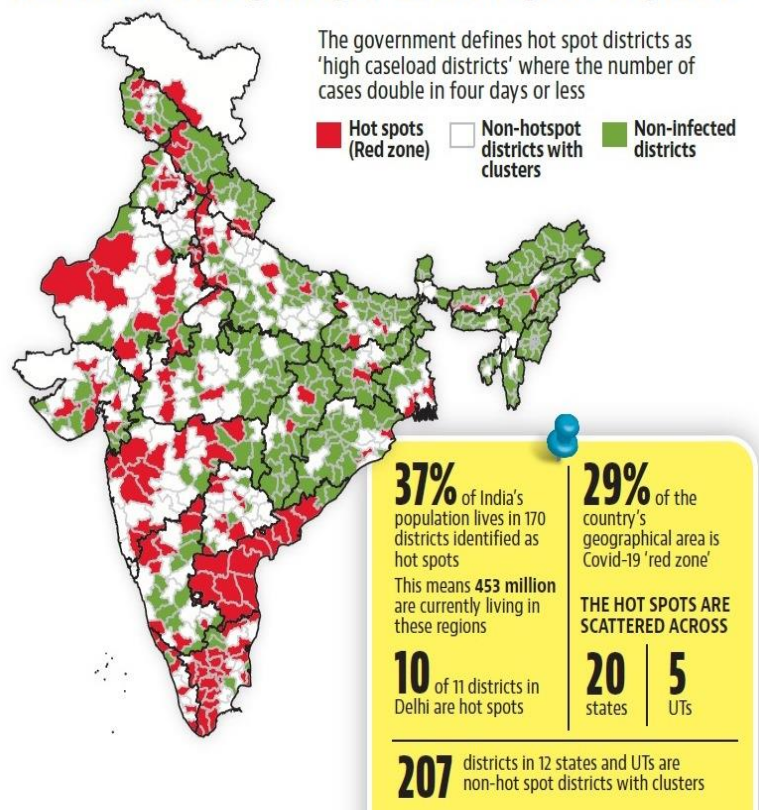 The government defines hot spot districts as
‘high caseload districts’ where the number of
cases double in four days or less
Hot spots
(Red zone)
Non-hotspot
districts with
clusters
Non-infected
districts
37% of India’s
population lives in 170
districts identified as
hot spots
This means 453 million
are currently living in
these regions
10 of 11 districts in
Delhi are hot spots
29% of the
country’s
geographical area is
Covid-19 ‘red zone’
THE HOT SPOTS ARE
SCATTERED ACROSS
20
states
5
UTs
207 districts in 12 states and UTs are
non-hot spot districts with clusters